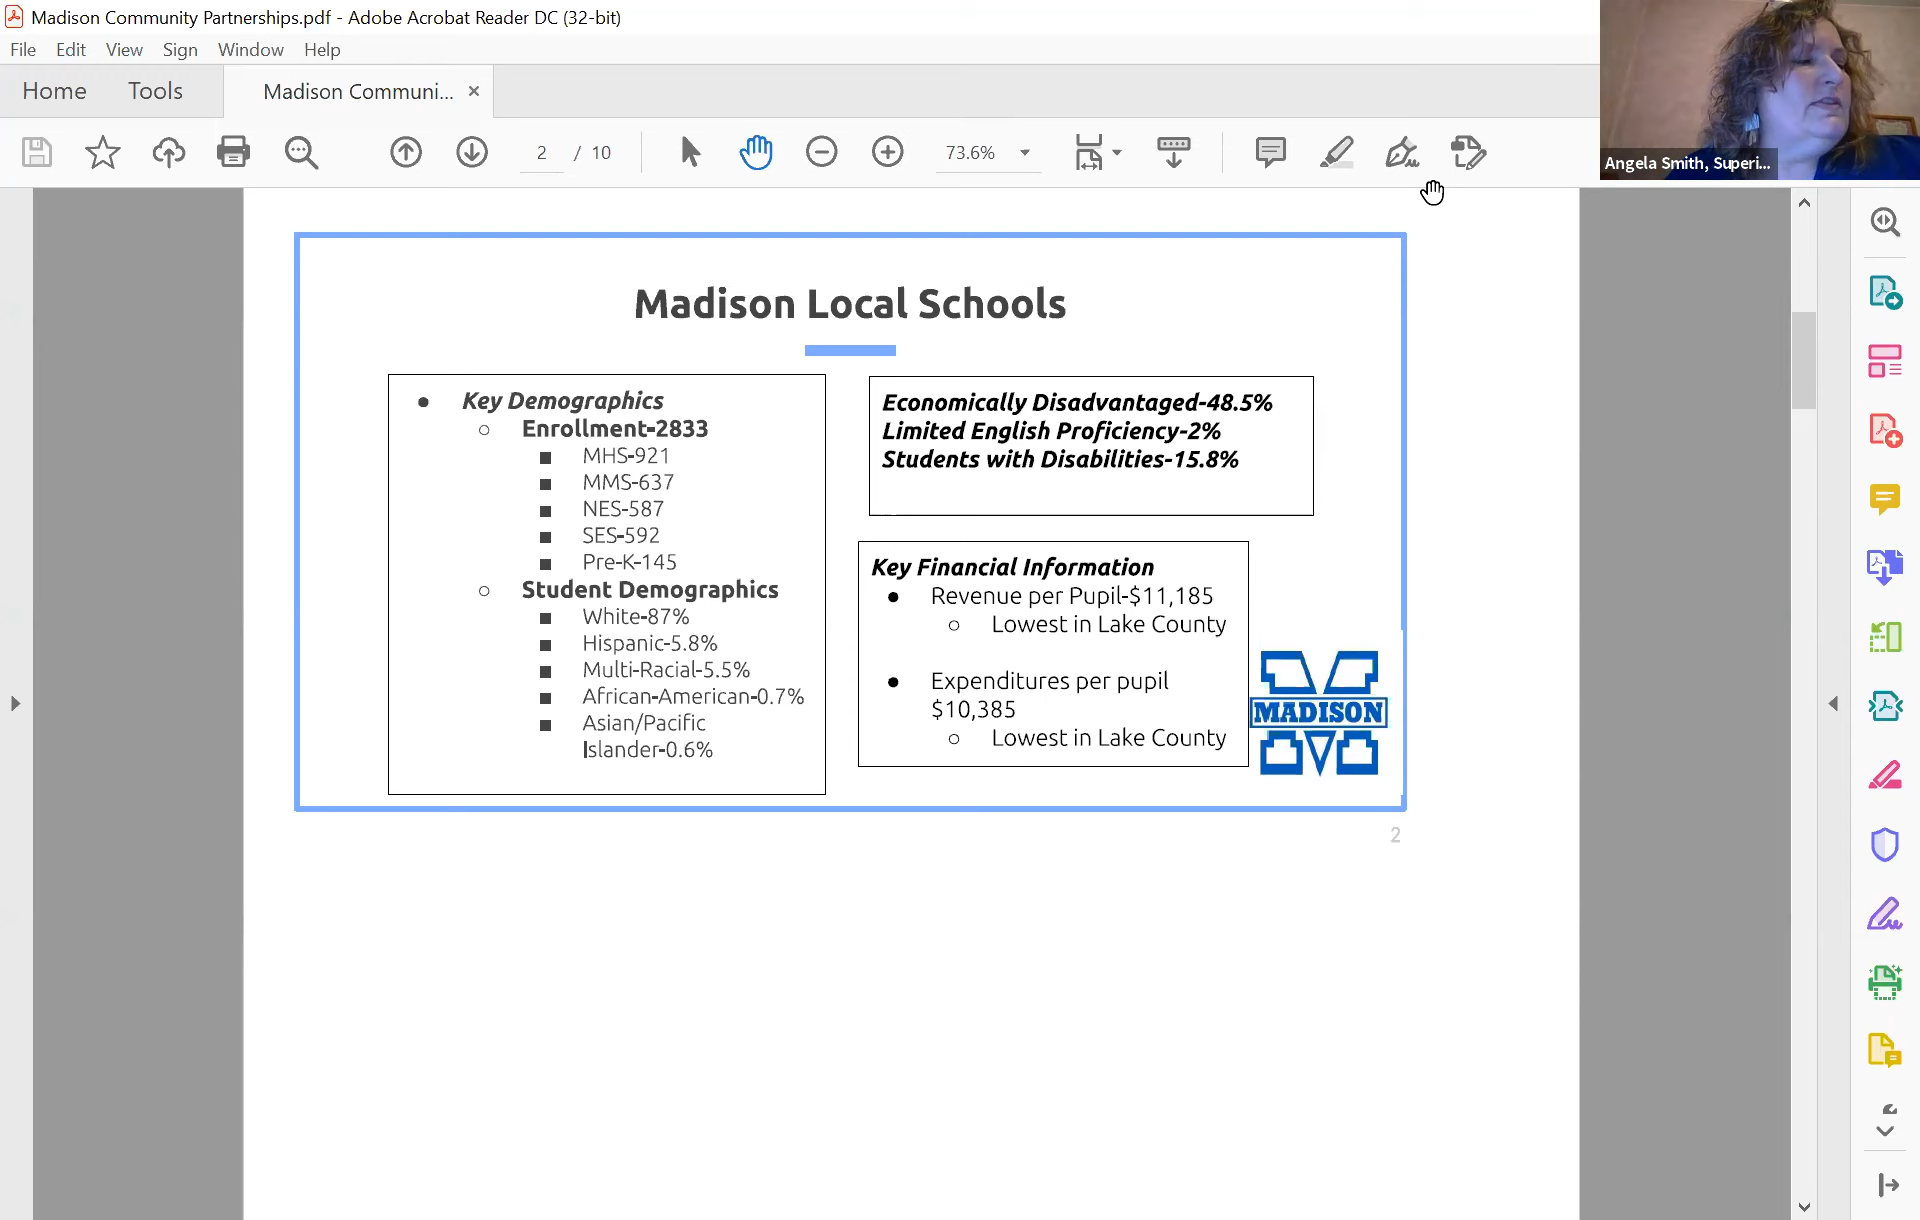 Madison Community Partnerships.pdf - Adobe Acrobat Reader DC (32-bit)
File Edit View Sign Window Help
Home Tools Madison Communi... ×
2 / 10 73.6%
Angela Smith, Superi...
Madison Local Schools
● Key Demographics
○ Enrollment-2833
■ MHS-921
■ MMS-637
■ NES-587
■ SES-592
■ Pre-K-145
○ Student Demographics
■ White-87%
■ Hispanic-5.8%
■ Multi-Racial-5.5%
■ African-American-0.7%
■ Asian/Pacific
Islander-0.6%
Economically Disadvantaged-48.5%
Limited English Proficiency-2%
Students with Disabilities-15.8%
Key Financial Information
● Revenue per Pupil-$11,185
○ Lowest in Lake County
● Expenditures per pupil
$10,385
○ Lowest in Lake County
MADISON
2